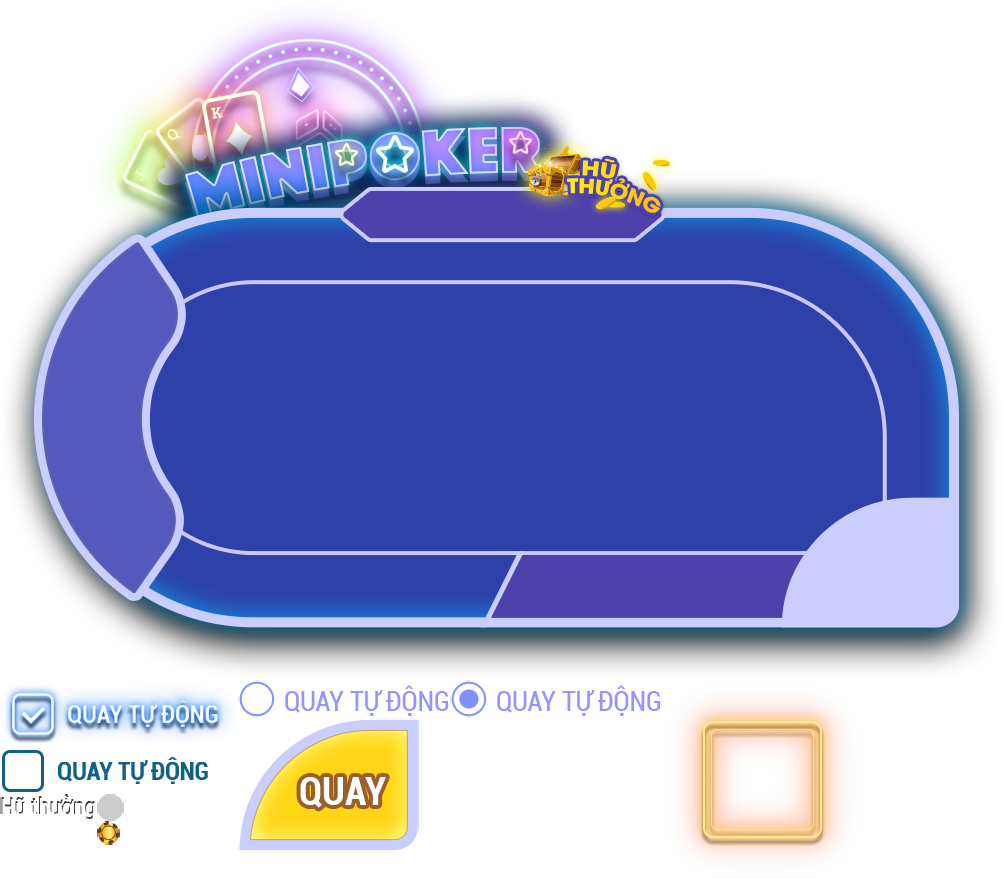 K
Q
J
MINIPOKER
HŨ
THƯỞNG
QUAY TỰ ĐỘNG
QUAY TỰ ĐỘNG
QUAY TỰ ĐỘNG
QUAY TỰ ĐỘNG
Hũ thưởng
QUAY